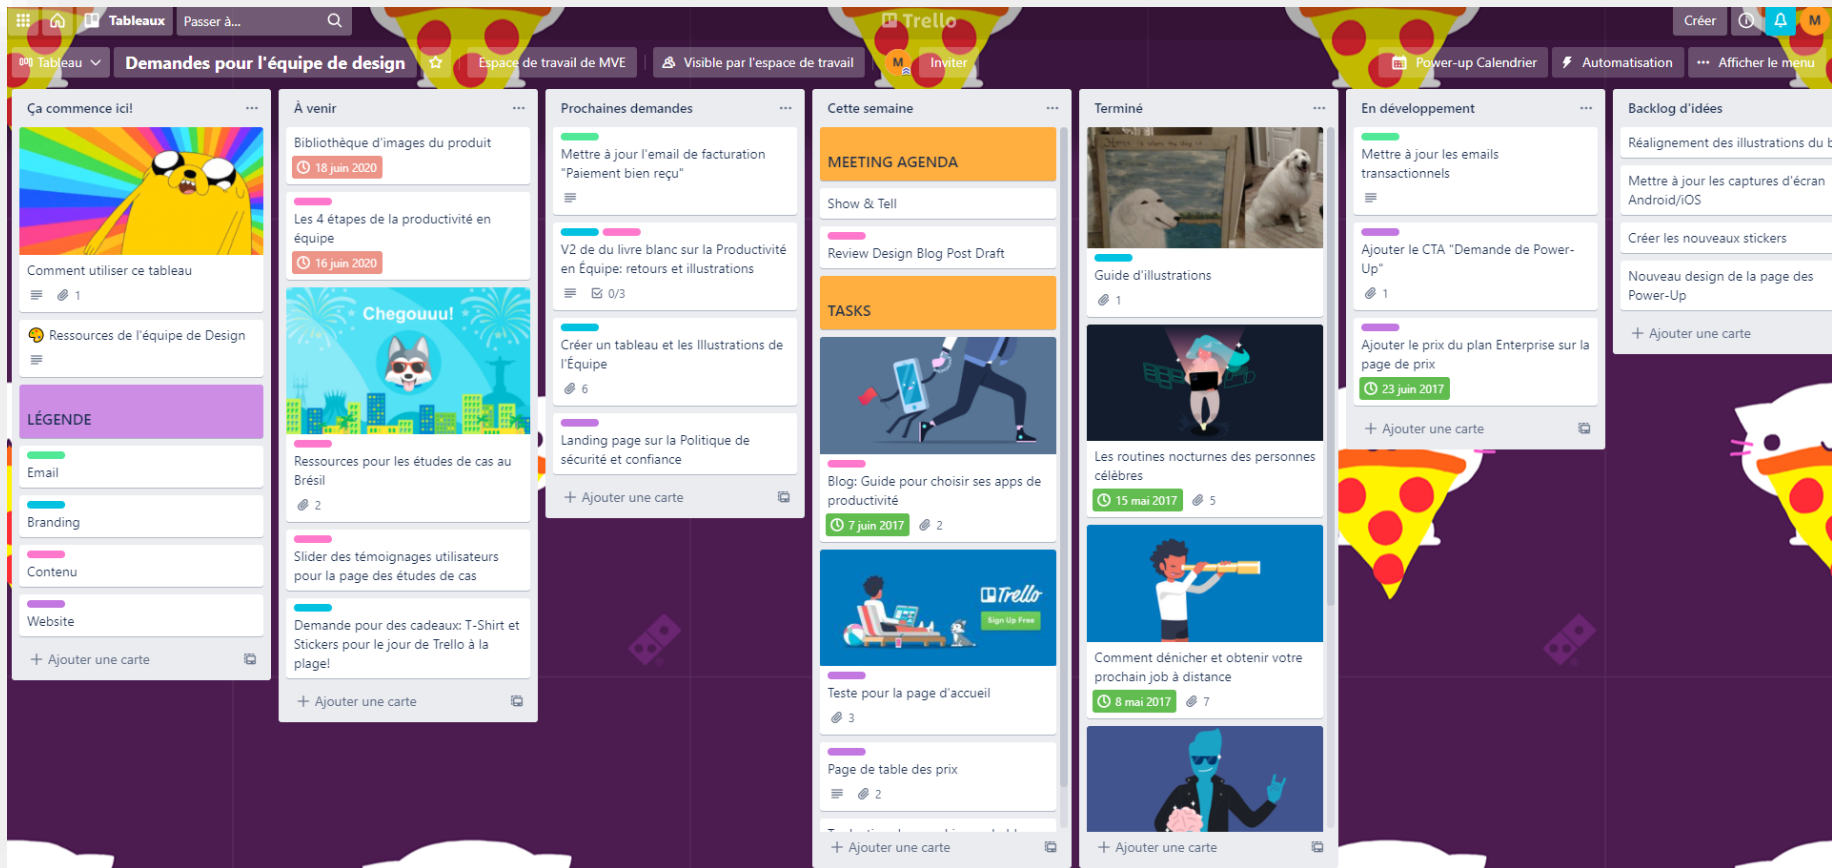 Tableaux
Passer à...
Trello
Créer
M
Tableau
Demandes pour l'équipe de design
Espace de travail de MVE
Visible par l'espace de travail
M
Inviter
Power-up Calendrier
Automatisation
Afficher le menu
Ça commence ici!
Comment utiliser ce tableau
1
Ressources de l'équipe de Design
LÉGENDE
Email
Branding
Contenu
Website
Ajouter une carte
À venir
Bibliothèque d'images du produit
18 juin 2020
Les 4 étapes de la productivité en
équipe
16 juin 2020
Chegouuu!
Ressources pour les études de cas au
Brésil
2
Slider des témoignages utilisateurs
pour la page des études de cas
Demande pour des cadeaux: T-Shirt et
Stickers pour le jour de Trello à la
plage!
Ajouter une carte
Prochaines demandes
Mettre à jour l'email de facturation
"Paiement bien reçu"
V2 de du livre blanc sur la Productivité
en Équipe: retours et illustrations
0/3
Créer un tableau et les Illustrations de
l'Équipe
6
Landing page sur la Politique de
sécurité et confiance
Ajouter une carte
Cette semaine
MEETING AGENDA
Show & Tell
Review Design Blog Post Draft
TASKS
Blog: Guide pour choisir ses apps de
productivité
7 juin 2017
2
Trello
Sign Up Free
Teste pour la page d'accueil
3
Page de table des prix
2
Ajouter une carte
Terminé
Guide d'illustrations
1
Les routines nocturnes des personnes
célèbres
15 mai 2017
5
Comment dénicher et obtenir votre
prochain job à distance
8 mai 2017
7
Ajouter une carte
En développement
Mettre à jour les emails
transactionnels
Ajouter le CTA "Demande de Power-
Up"
1
Ajouter le prix du plan Enterprise sur la
page de prix
23 juin 2017
Ajouter une carte
Backlog d'idées
Réalignement des illustrations du b
Mettre à jour les captures d'écran
Android/iOS
Créer les nouveaux stickers
Nouveau design de la page des
Power-Up
Ajouter une carte